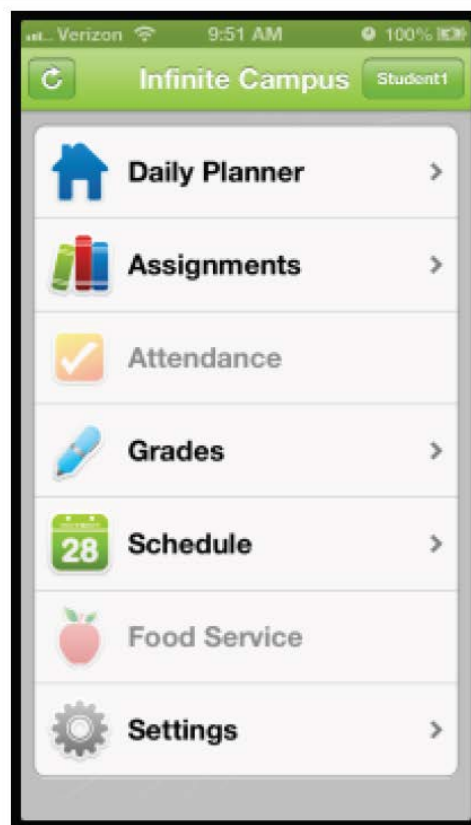 Verizon 9:51 AM 100%
Infinite Campus Student1
Daily Planner
Assignments
Attendance
Grades
28 Schedule
Food Service
Settings